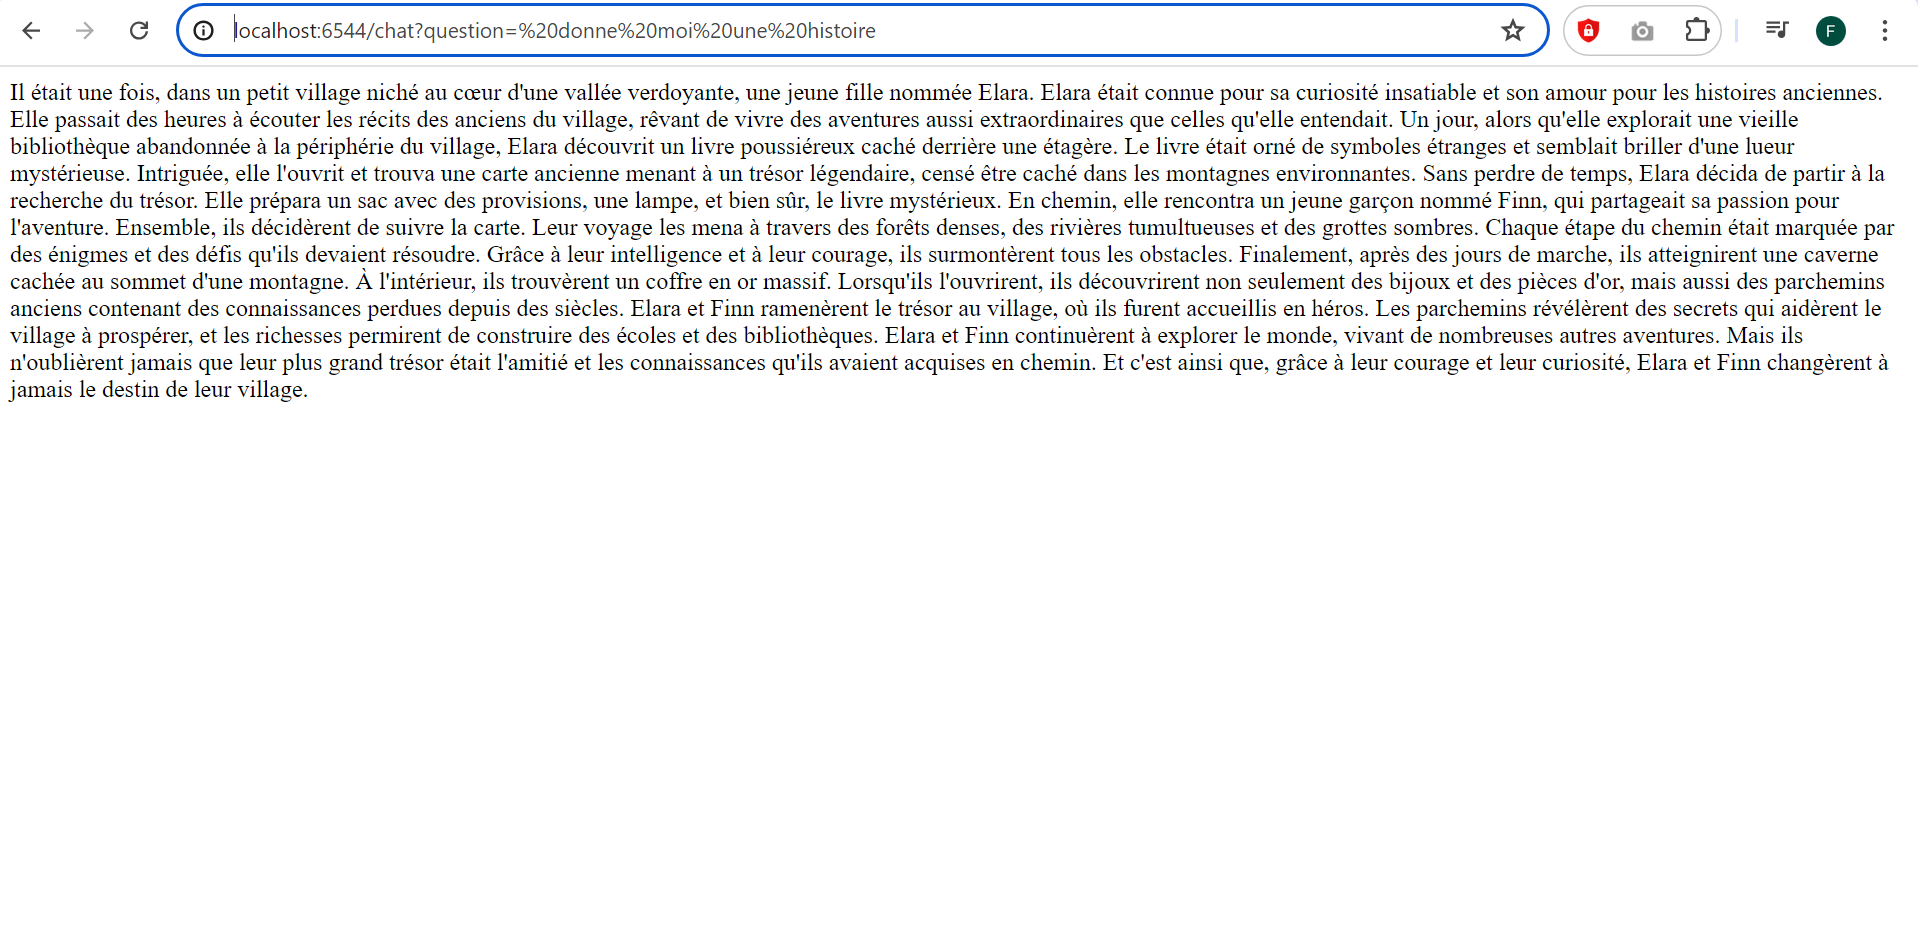 localhost:6544/chat?question=%20donne%20moi%20une%20histoire
F
Il était une fois, dans un petit village niché au cœur d'une vallée verdoyante, une jeune fille nommée Elara. Elara était connue pour sa curiosité insatiable et son amour pour les histoires anciennes.
Elle passait des heures à écouter les récits des anciens du village, rêvant de vivre des aventures aussi extraordinaires que celles qu'elle entendait. Un jour, alors qu'elle explorait une vieille
bibliothèque abandonnée à la périphérie du village, Elara découvrit un livre poussiéreux caché derrière une étagère. Le livre était orné de symboles étranges et semblait briller d'une lueur
mystérieuse. Intriguée, elle l'ouvrit et trouva une carte ancienne menant à un trésor légendaire, censé être caché dans les montagnes environnantes. Sans perdre de temps, Elara décida de partir à la
recherche du trésor. Elle prépara un sac avec des provisions, une lampe, et bien sûr, le livre mystérieux. En chemin, elle rencontra un jeune garçon nommé Finn, qui partageait sa passion pour
l'aventure. Ensemble, ils décidèrent de suivre la carte. Leur voyage les mena à travers des forêts denses, des rivières tumultueuses et des grottes sombres. Chaque étape du chemin était marquée par
des énigmes et des défis qu'ils devaient résoudre. Grâce à leur intelligence et à leur courage, ils surmontèrent tous les obstacles. Finalement, après des jours de marche, ils atteignirent une caverne
cachée au sommet d'une montagne. À l'intérieur, ils trouvèrent un coffre en or massif. Lorsqu'ils l'ouvrirent, ils découvrirent non seulement des bijoux et des pièces d'or, mais aussi des parchemins
anciens contenant des connaissances perdues depuis des siècles. Elara et Finn ramenèrent le trésor au village, où ils furent accueillis en héros. Les parchemins révélèrent des secrets qui aidèrent le
village à prospérer, et les richesses permirent de construire des écoles et des bibliothèques. Elara et Finn continuèrent à explorer le monde, vivant de nombreuses autres aventures. Mais ils
n'oublièrent jamais que leur plus grand trésor était l'amitié et les connaissances qu'ils avaient acquises en chemin. Et c'est ainsi que, grâce à leur courage et leur curiosité, Elara et Finn changèrent à
jamais le destin de leur village.